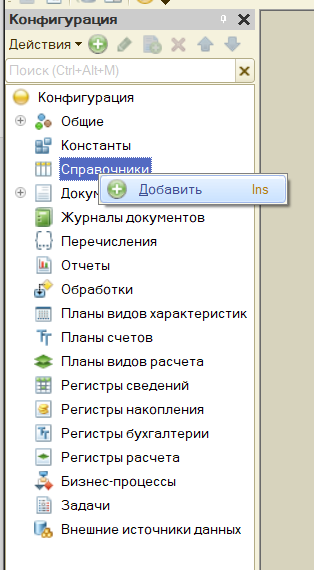 Конфигурация
Действия
Поиск (Ctrl+Alt+M)
Конфигурация
Общие
Константы
Справочники
Добавить Ins
Журналы документов
Перечисления
Отчеты
Обработки
Планы видов характеристик
Планы счетов
Планы видов расчета
Регистры сведений
Регистры накопления
Регистры бухгалтерии
Регистры расчета
Бизнес-процессы
Задачи
Внешние источники данных